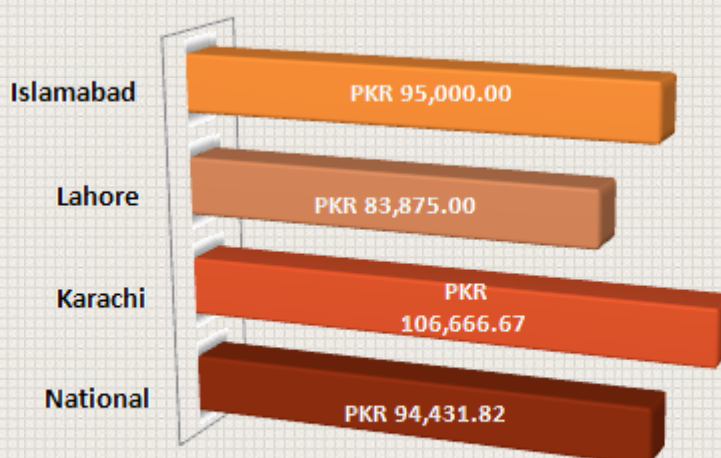 Islamabad
PKR 95,000.00
Lahore
PKR 83,875.00
Karachi
PKR
106,666.67
National
PKR 94,431.82